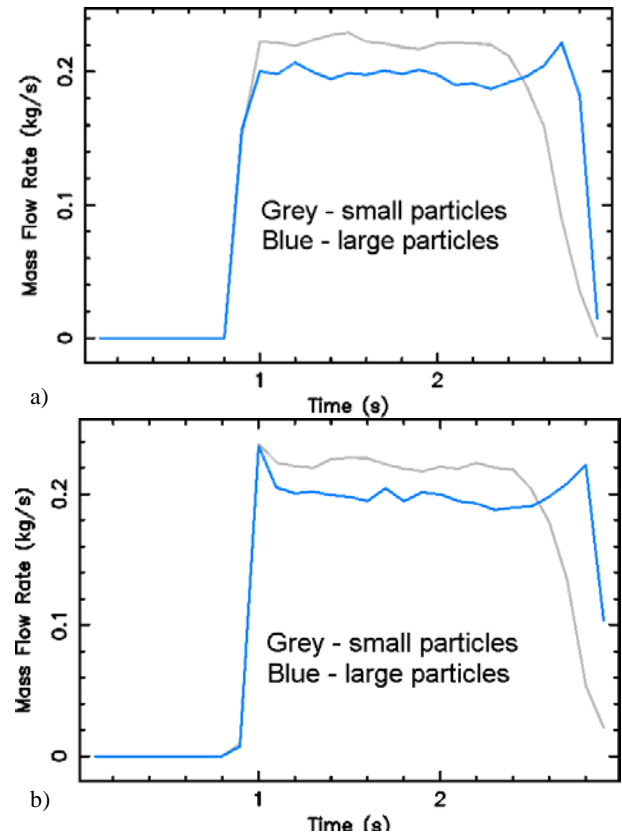 Mass Flow Rate (kg/s)
0.2
0.1
0
Grey - small particles
Blue - large particles
1
2
a)
Time (s)
Mass Flow Rate (kg/s)
0.2
0.1
0
Grey - small particles
Blue - large particles
1
2
b)
Time (s)